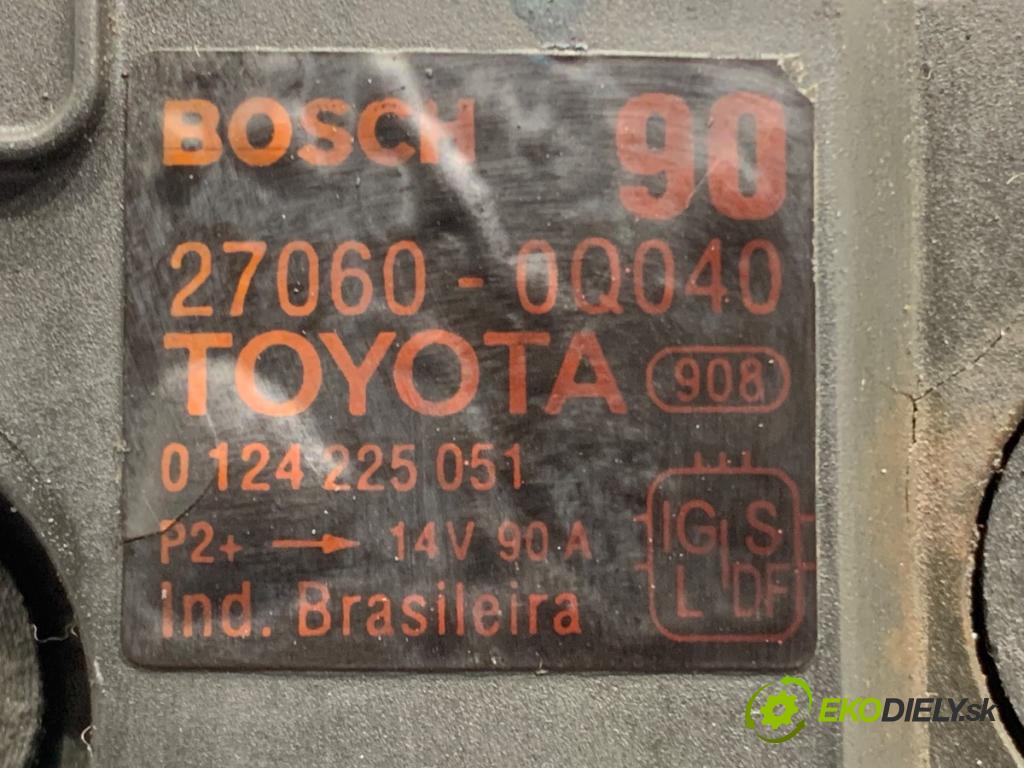 BOSCH 90
27060-0Q040
TOYOTA 908
0 124 225 051
P2+ → 14V 90 A
Ind. Brasileira
IG S
L DF
EKODIELY.sk